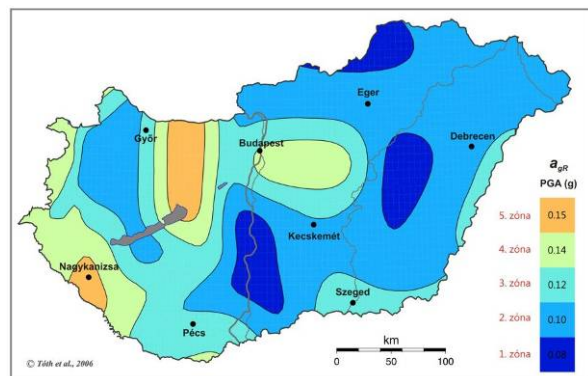 Eger
Győr
Budapest
Debrecen
a_gR
PGA (g)
5. zóna 0.15
4. zóna 0.14
3. zóna 0.12
2. zóna 0.10
1. zóna 0.08
Kecskemét
Nagykanizsa
Szeged
Pécs
km
0 50 100
© Tóth et al., 2006